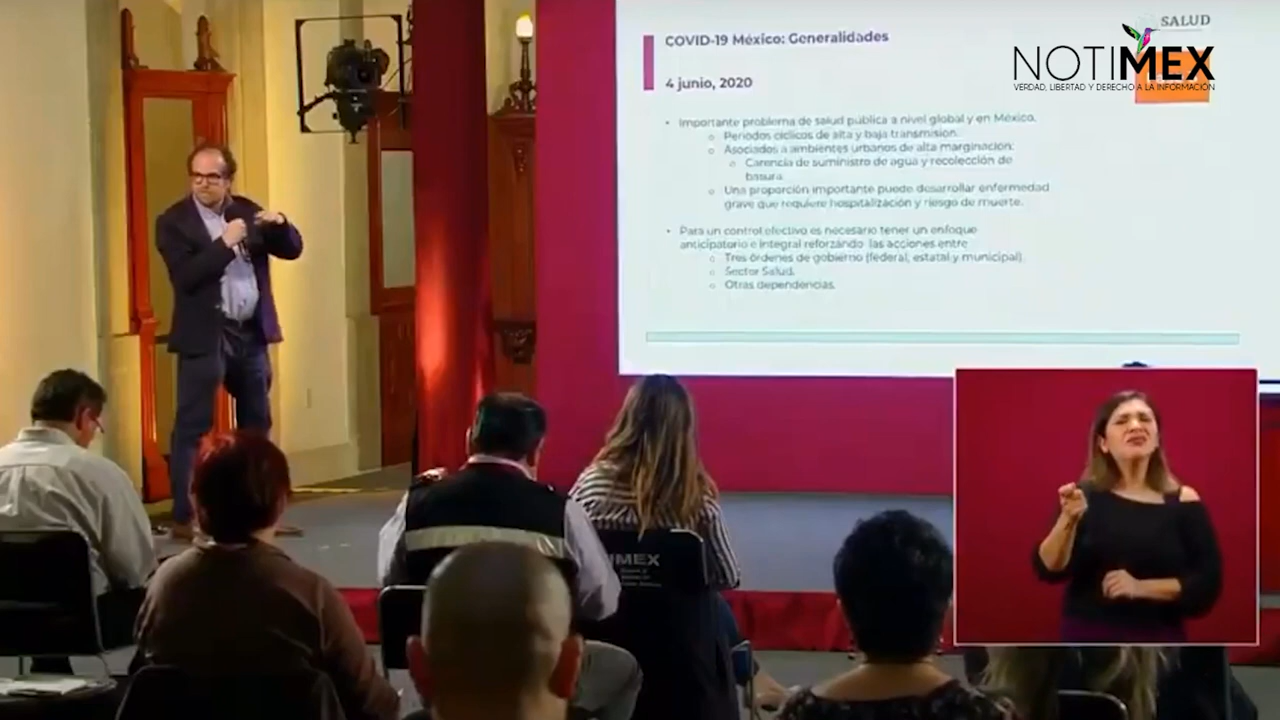 COVID-19 México: Generalidades
4 junio, 2020
SALUD
NOTIMEX
VERDAD, LIBERTAD Y DERECHO A LA INFORMACIÓN
• Importante problema de salud pública a nivel global y en México.
o Periodos cíclicos de alta y baja transmisión.
o Asociados a ambientes urbanos de alta marginación:
o Carencia de suministro de agua y recolección de
basura.
o Una proporción importante puede desarrollar enfermedad
grave que requiere hospitalización y riesgo de muerte.
• Para un control efectivo es necesario tener un enfoque
anticipatorio e integral reforzándo las acciones entre
o Tres órdenes de gobierno (federal, estatal y municipal).
o Sector Salud.
o Otras dependencias.
IMEX